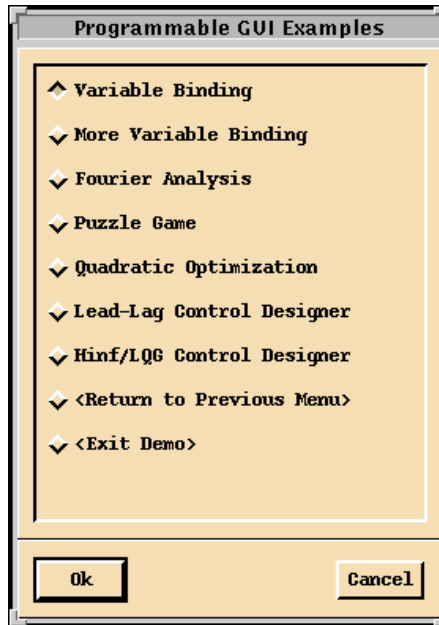 Programmable GUI Examples
Variable Binding
More Variable Binding
Fourier Analysis
Puzzle Game
Quadratic Optimization
Lead-Lag Control Designer
Hinf/LQG Control Designer
<Return to Previous Menu>
<Exit Demo>
Ok
Cancel